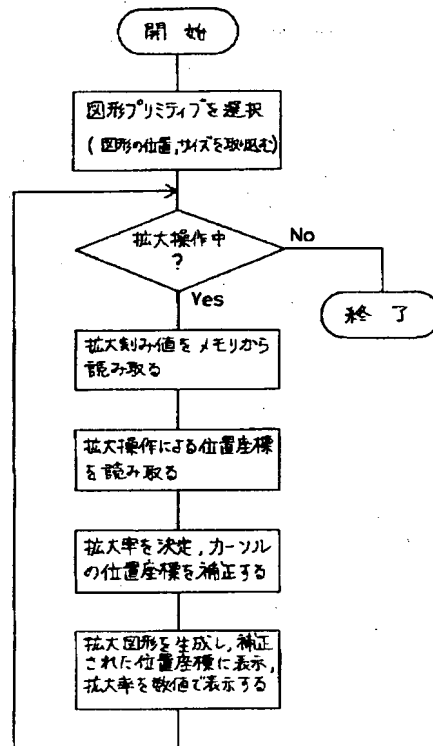 開始
図形プリミティブを選択
(図形の位置,サイズを取り込む)
拡大操作中
?
No
Yes
終了
拡大刻み値をメモリから
読み取る
拡大操作による位置座標
を読み取る
拡大率を決定,カーソル
の位置座標を補正する
拡大図形を生成し,補正
された位置座標に表示,
拡大率を数値で表示する